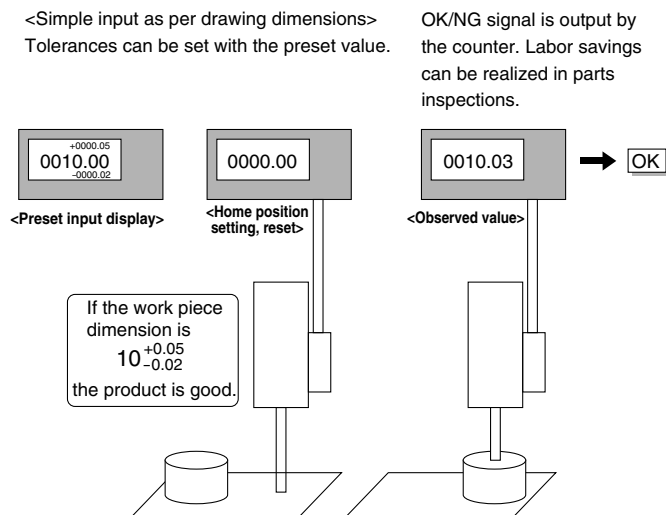 <Simple input as per drawing dimensions>
Tolerances can be set with the preset value.
OK/NG signal is output by
the counter. Labor savings
can be realized in parts
inspections.
+0000.05
0010.00
-0000.02
<Preset input display>
0000.00
<Home position
setting, reset>
0010.03
<Observed value>
OK
If the work piece
dimension is
10 +0.05 -0.02
the product is good.